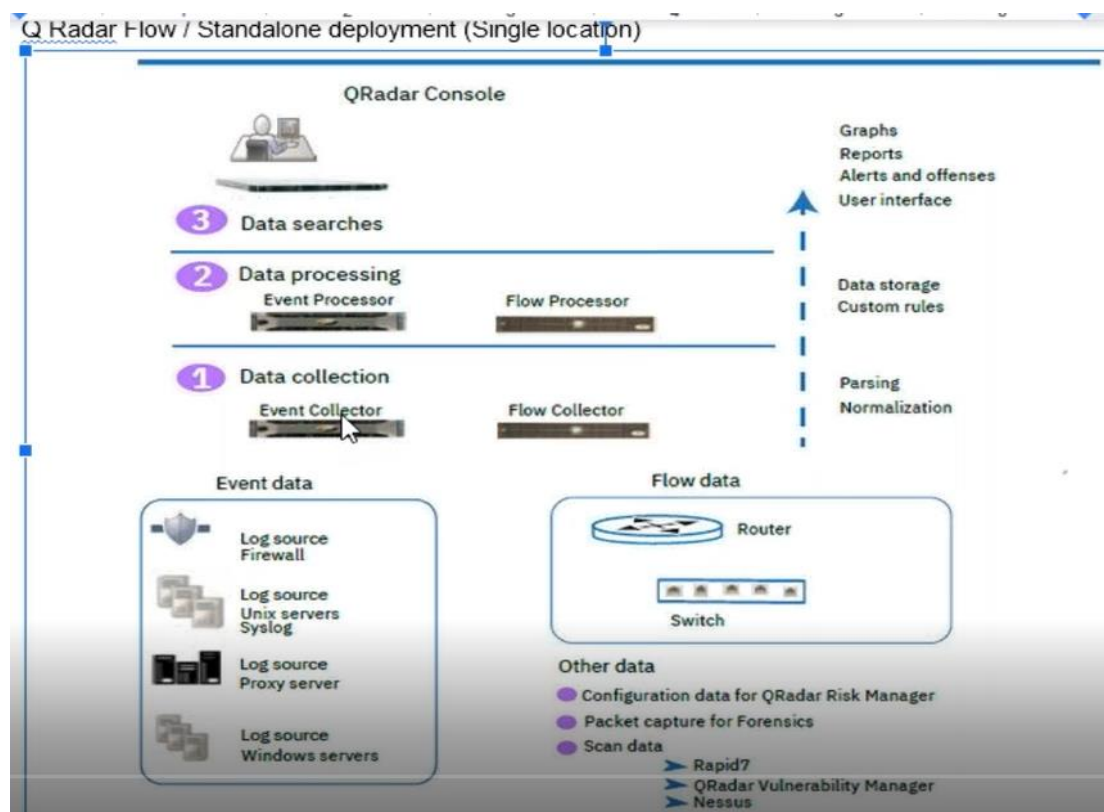 Q Radar Flow / Standalone deployment (Single location)
QRadar Console
Graphs
Reports
Alerts and offenses
User interface
3 Data searches
2 Data processing
Event Processor
Flow Processor
Data storage
Custom rules
1 Data collection
Event Collector
Flow Collector
Parsing
Normalization
Event data
Log source
Firewall
Log source
Unix servers
Syslog
Log source
Proxy server
Log source
Windows servers
Flow data
Router
Switch
Other data
Configuration data for QRadar Risk Manager
Packet capture for Forensics
Scan data
Rapid7
QRadar Vulnerability Manager
Nessus